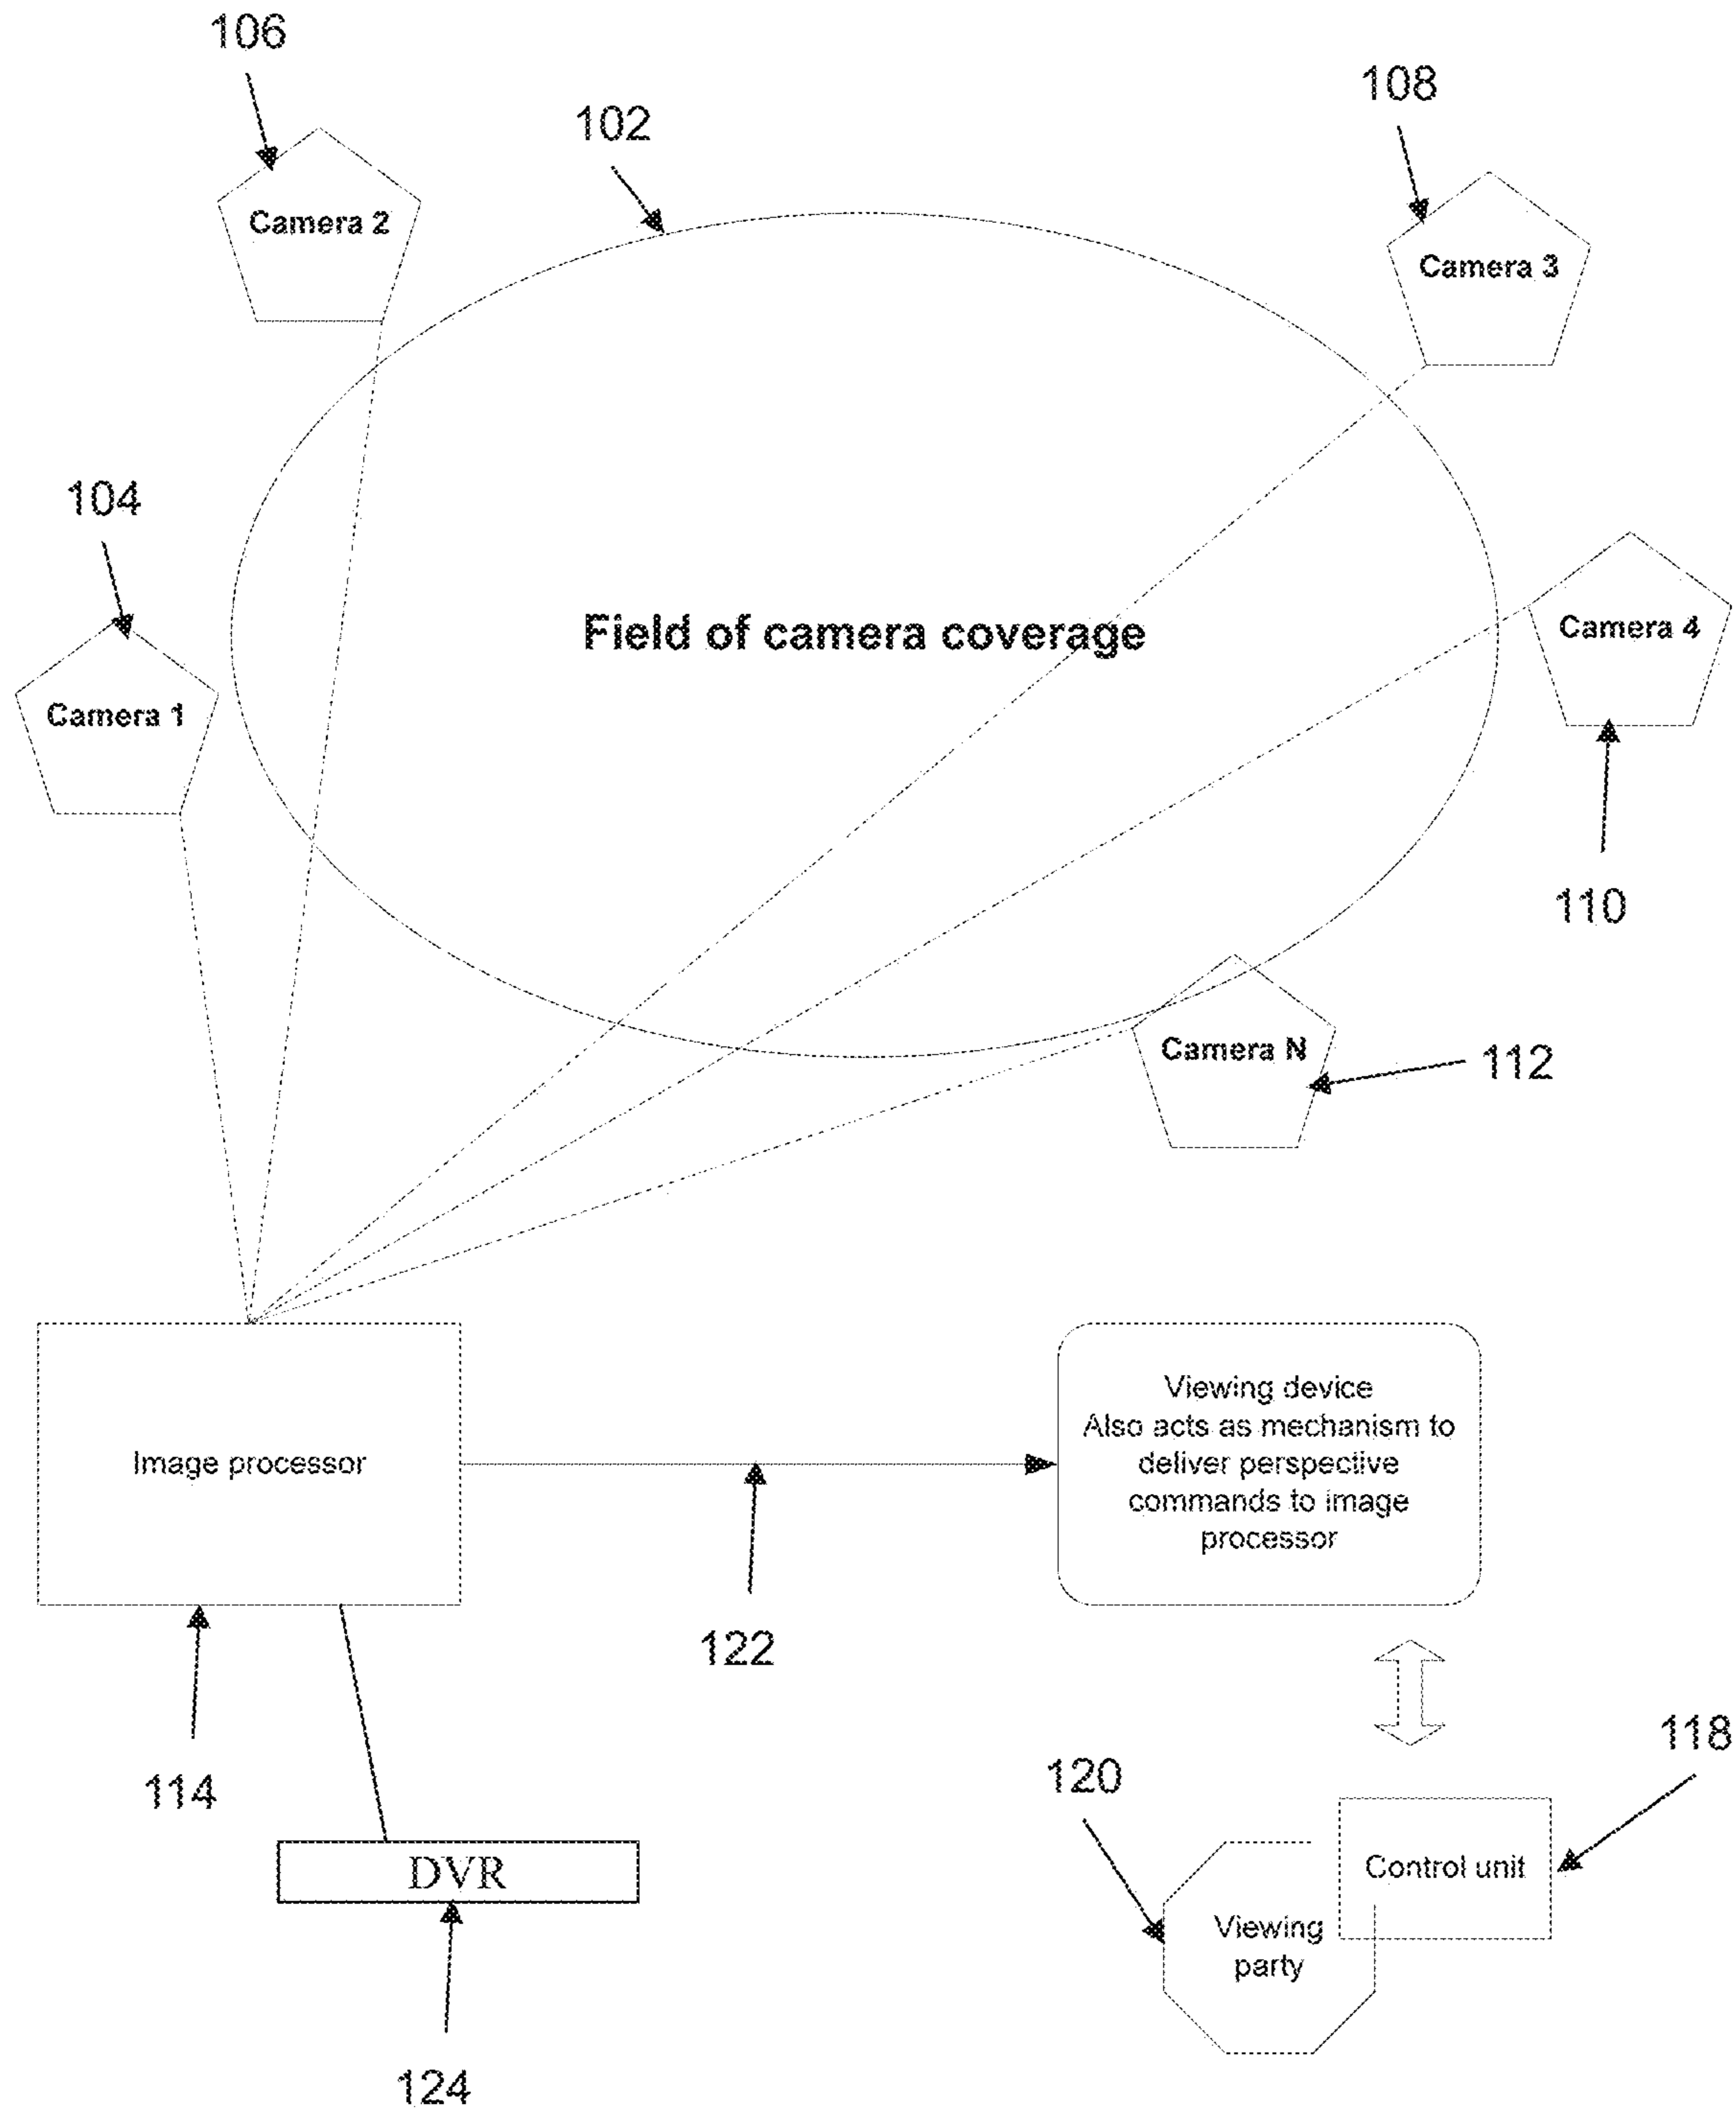 106
108
102
Camera 2
Camera 3
104
Field of camera coverage
Camera 4
Camera 1
110
Camera N
112
Viewing device
Also acts as mechanism to
deliver perspective
commands to image
processor
Image processor
122
118
120
114
Control unit
DVR
Viewing
party
124